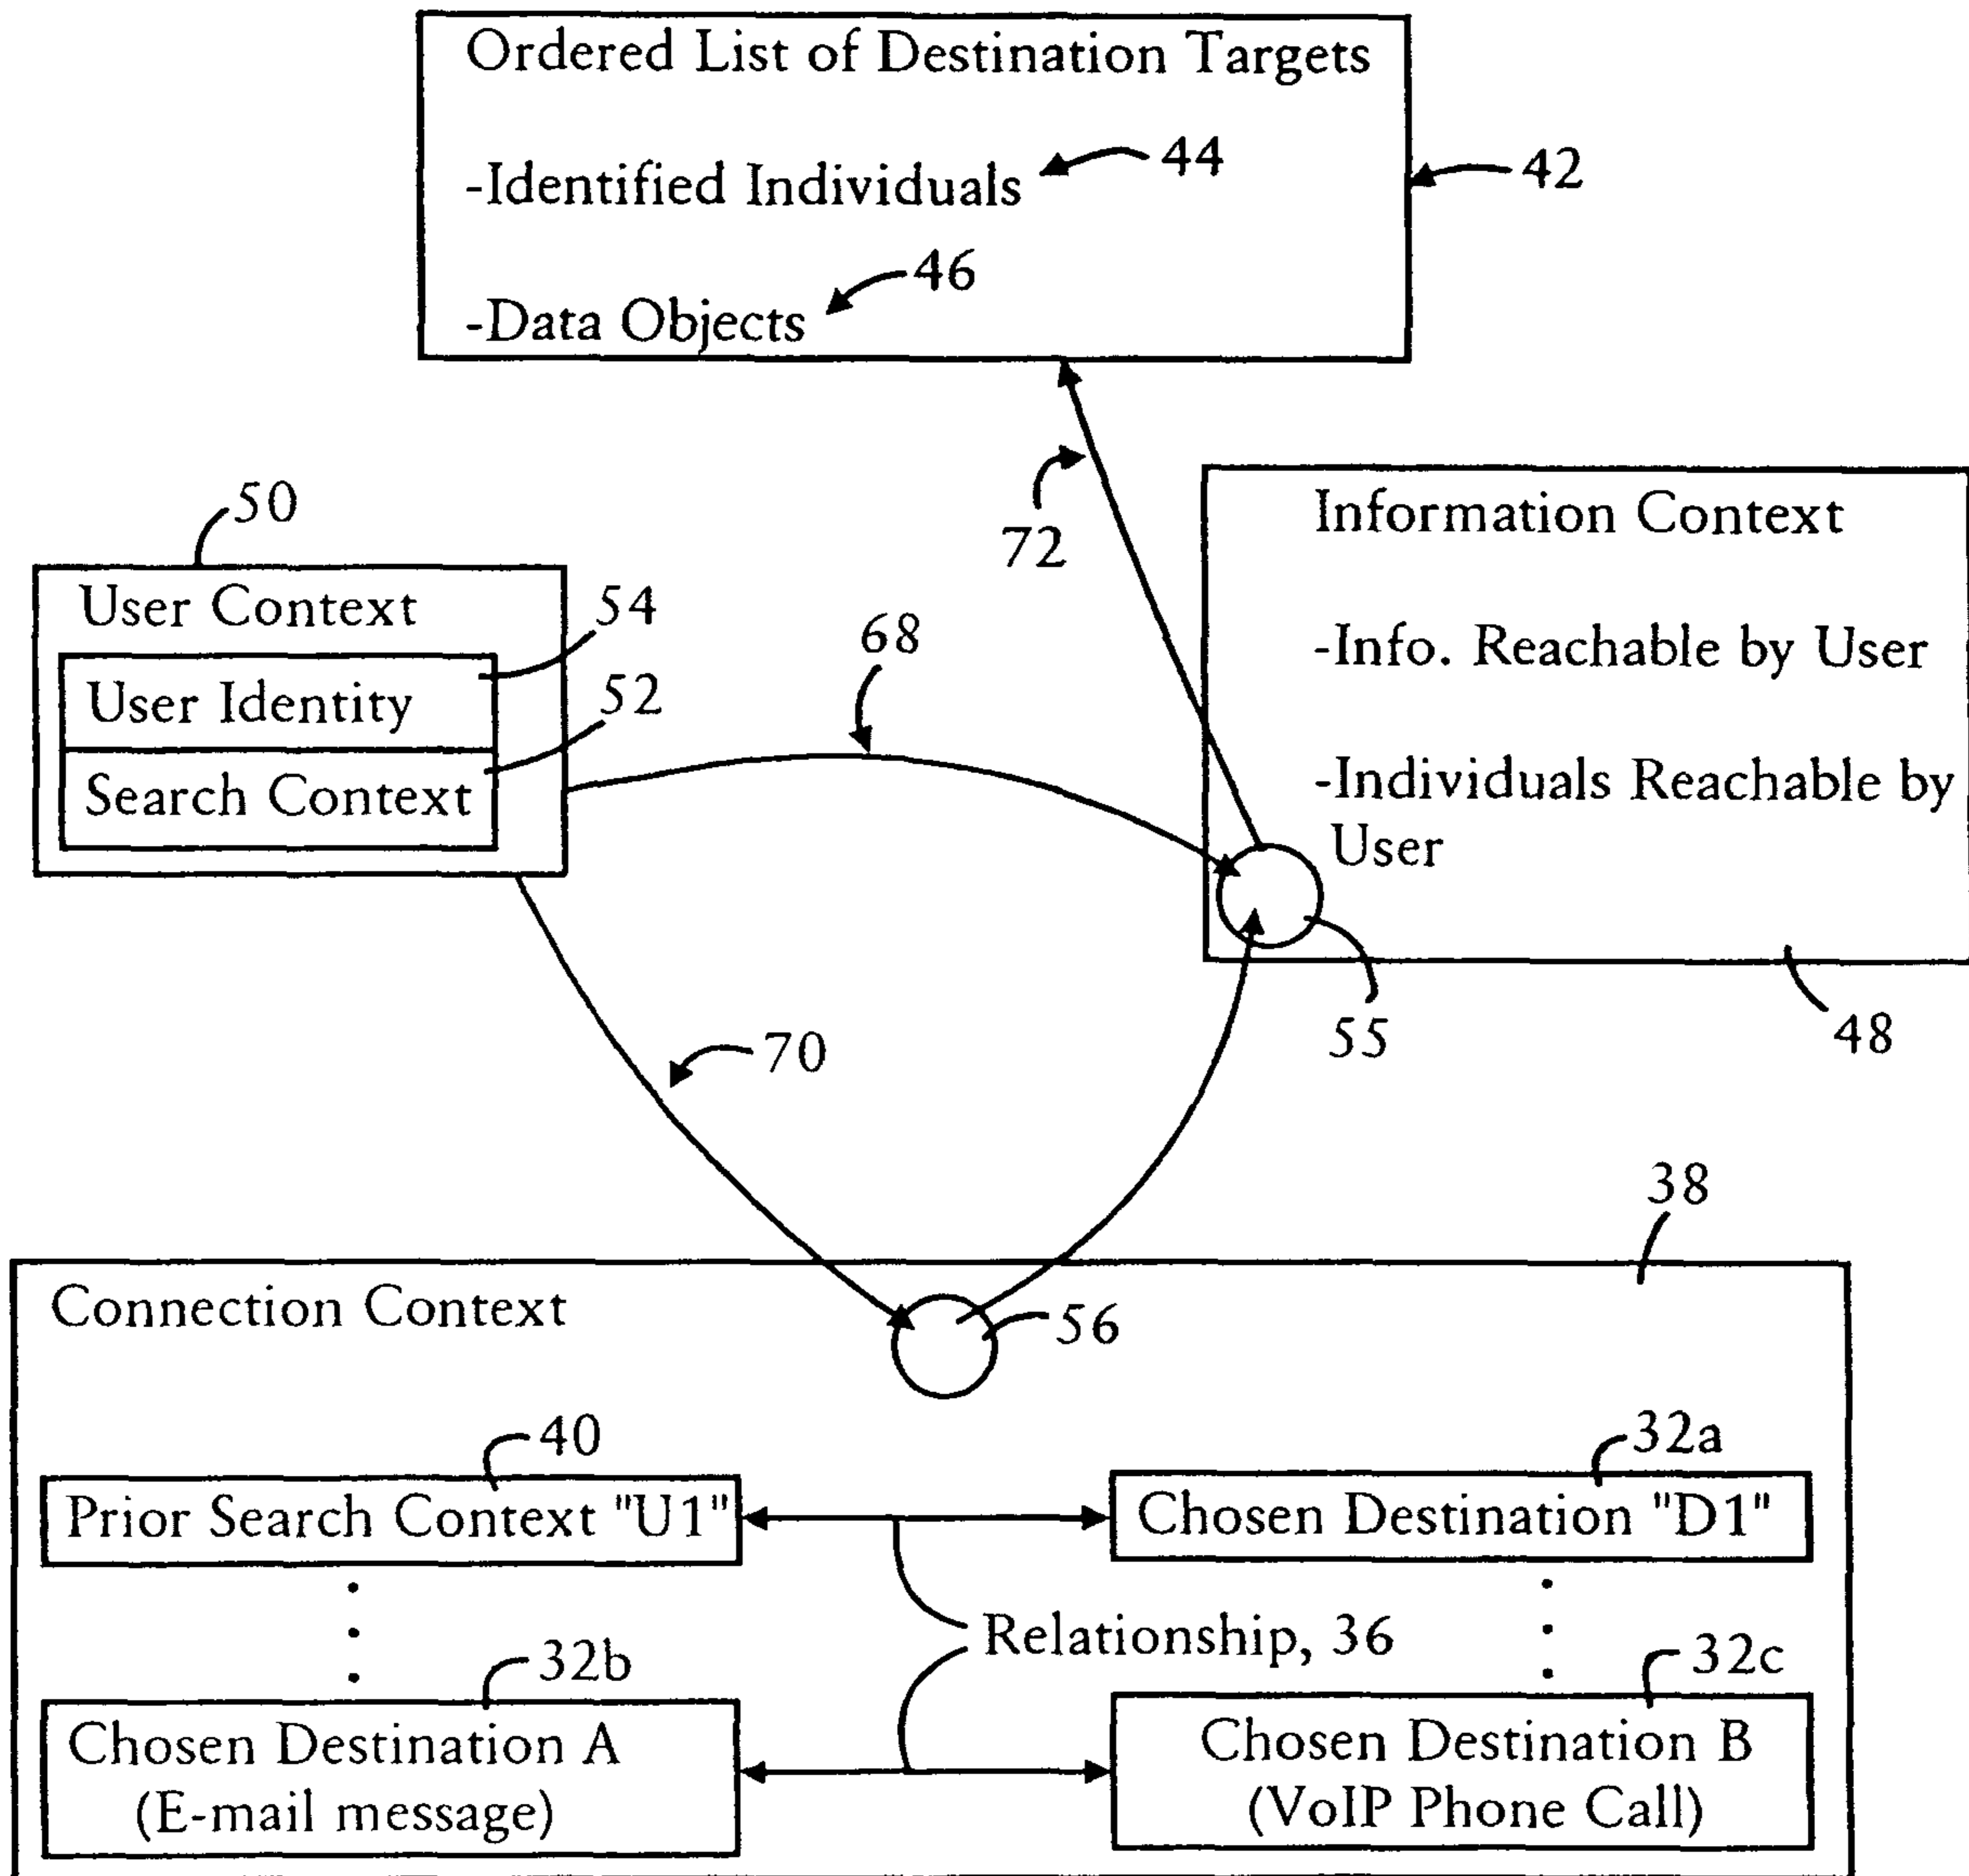 Ordered List of Destination Targets
-Identified Individuals
44
42
-Data Objects
46
50
User Context
54
User Identity
52
Search Context
68
72
Information Context
-Info. Reachable by User
-Individuals Reachable by
User
55
48
70
38
Connection Context
56
40
32a
Prior Search Context "U1"
Chosen Destination "D1"
Relationship, 36
32b
32c
Chosen Destination A
(E-mail message)
Chosen Destination B
(VoIP Phone Call)